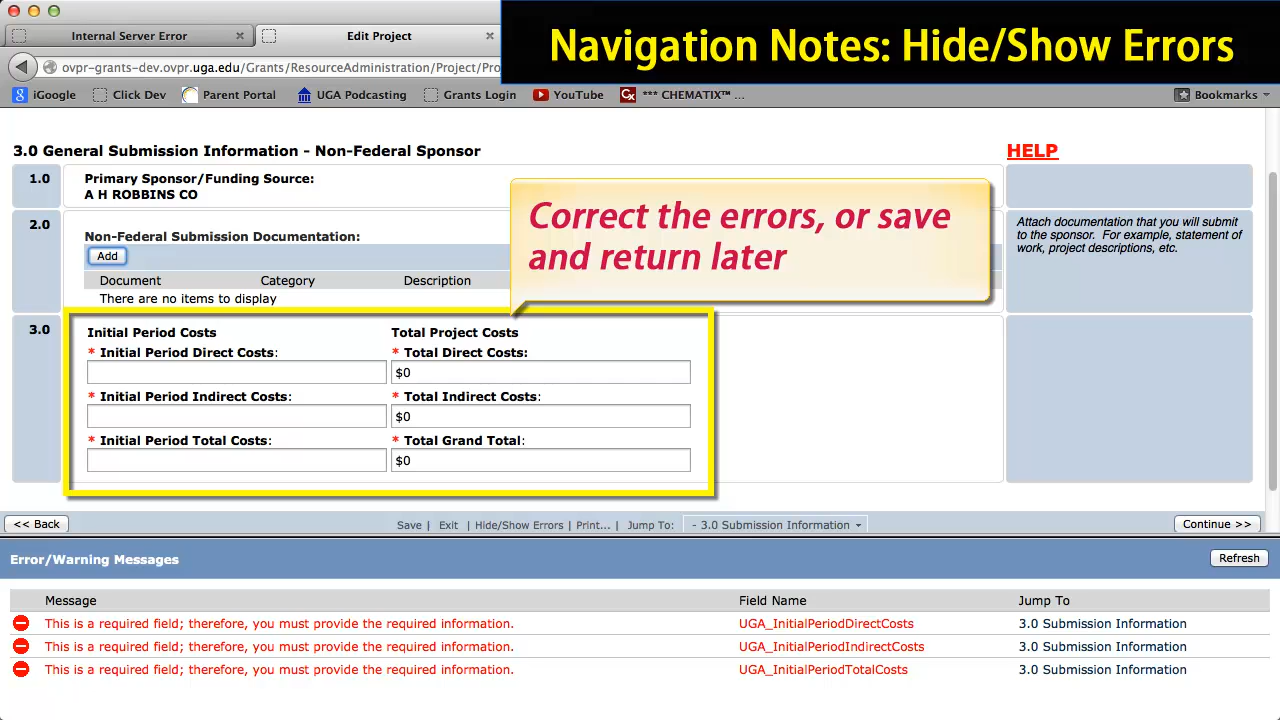 Internal Server Error
Edit Project
Navigation Notes: Hide/Show Errors
ovpr-grants-dev.ovpr.uga.edu/Grants/ResourceAdministration/Project/Pro
iGoogle Click Dev Parent Portal UGA Podcasting Grants Login YouTube *** CHEMATIX™ ... Bookmarks
3.0 General Submission Information - Non-Federal Sponsor
HELP
1.0 Primary Sponsor/Funding Source:
A H ROBBINS CO
Correct the errors, or save
and return later
2.0 Non-Federal Submission Documentation:
Add
Document Category Description
There are no items to display
Attach documentation that you will submit
to the sponsor. For example, statement of
work, project descriptions, etc.
3.0 Initial Period Costs Total Project Costs
* Initial Period Direct Costs: * Total Direct Costs:
$0
* Initial Period Indirect Costs: * Total Indirect Costs:
$0
* Initial Period Total Costs: * Total Grand Total:
$0
<< Back Save | Exit | Hide/Show Errors | Print... | Jump To: - 3.0 Submission Information Continue >>
Error/Warning Messages Refresh
Message Field Name Jump To
This is a required field; therefore, you must provide the required information. UGA_InitialPeriodDirectCosts 3.0 Submission Information
This is a required field; therefore, you must provide the required information. UGA_InitialPeriodIndirectCosts 3.0 Submission Information
This is a required field; therefore, you must provide the required information. UGA_InitialPeriodTotalCosts 3.0 Submission Information